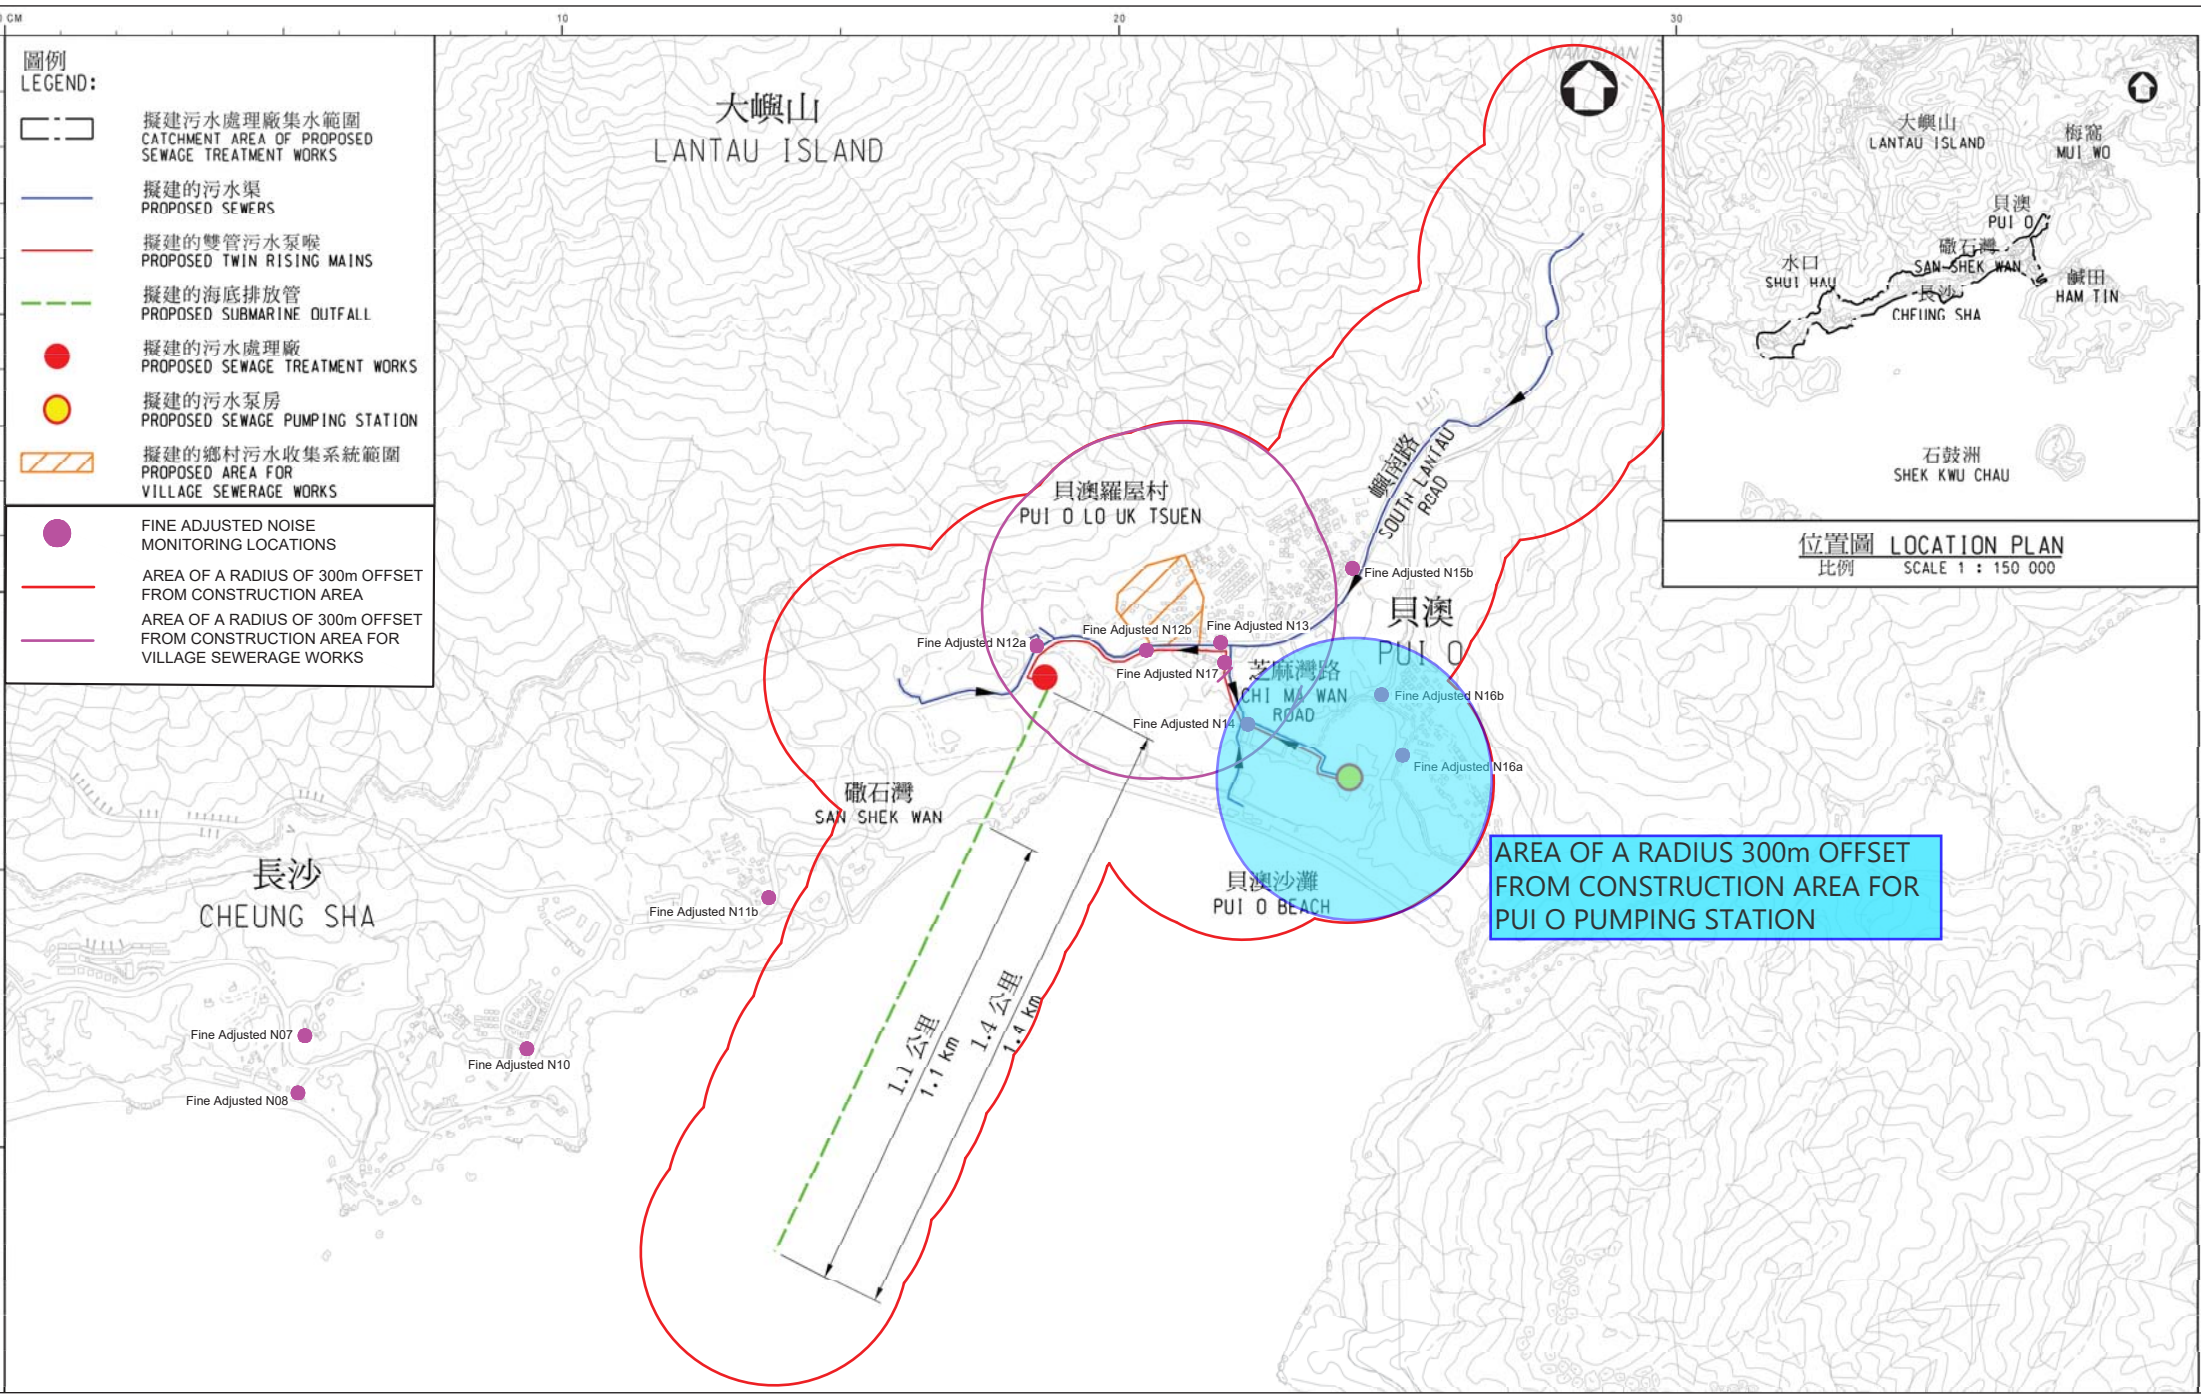 0 CM
10
20
30
圖例
LEGEND:
擬建污水處理廠集水範圍
CATCHMENT AREA OF PROPOSED
SEWAGE TREATMENT WORKS
擬建的污水渠
PROPOSED SEWERS
擬建的雙管污水泵喉
PROPOSED TWIN RISING MAINS
擬建的海底排放管
PROPOSED SUBMARINE OUTFALL
擬建的污水處理廠
PROPOSED SEWAGE TREATMENT WORKS
擬建的污水泵房
PROPOSED SEWAGE PUMPING STATION
擬建的鄉村污水收集系統範圍
PROPOSED AREA FOR
VILLAGE SEWERAGE WORKS
FINE ADJUSTED NOISE
MONITORING LOCATIONS
AREA OF A RADIUS OF 300m OFFSET
FROM CONSTRUCTION AREA
AREA OF A RADIUS OF 300m OFFSET
FROM CONSTRUCTION AREA FOR
VILLAGE SEWERAGE WORKS
大嶼山
LANTAU ISLAND
NAM SHAN
大嶼山
LANTAU ISLAND
梅窩
MUI WO
貝澳
PUI O
磡石灣
SAN SHEK WAN
水口
SHUI HAU
鹹田
HAM TIN
長沙
CHEUNG SHA
石鼓洲
SHEK KWU CHAU
位置圖 LOCATION PLAN
比例 SCALE 1 : 150 000
嶼南路
SOUTH LANTAU
ROAD
貝澳羅屋村
PUI O LO UK TSUEN
Fine Adjusted N15b
貝澳
PUI O
Fine Adjusted N12a
Fine Adjusted N12b
Fine Adjusted N13
Fine Adjusted N17
芝麻灣路
CHI MA WAN
ROAD
Fine Adjusted N16b
Fine Adjusted N14
Fine Adjusted N16a
磡石灣
SAN SHEK WAN
貝澳沙灘
PUI O BEACH
AREA OF A RADIUS 300m OFFSET
FROM CONSTRUCTION AREA FOR
PUI O PUMPING STATION
長沙
CHEUNG SHA
Fine Adjusted N11b
1.1 公里
1.1 km
1.4 公里
1.4 km
Fine Adjusted N07
Fine Adjusted N10
Fine Adjusted N08